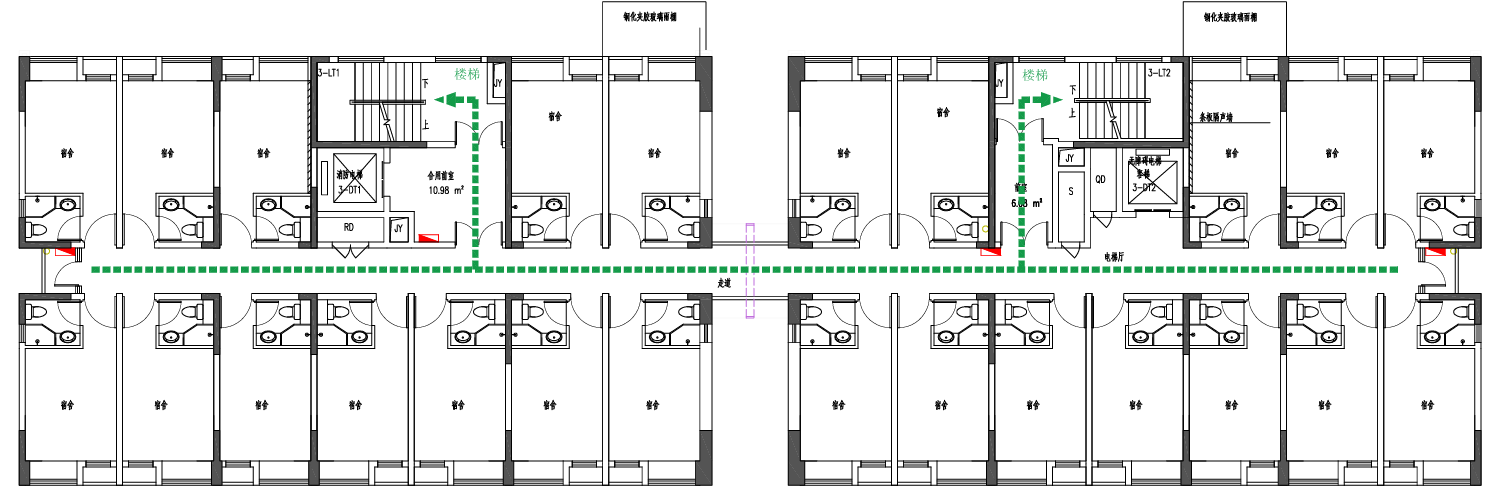 钢化夹胶玻璃雨棚
钢化夹胶玻璃雨棚
3-LT1
楼梯
下
上
JY
楼梯
JY
3-LT2
下
上
宿舍
宿舍
条板隔声墙
宿舍
宿舍
宿舍
宿舍
宿舍
宿舍
宿舍
宿舍
消防电梯
3-DT1
合用前室
10.98 m²
前室
6.03 m²
JY
S
QD
无障碍电梯
客梯
3-DT2
RD
JY
电梯厅
走道
宿舍
宿舍
宿舍
宿舍
宿舍
宿舍
宿舍
宿舍
宿舍
宿舍
宿舍
宿舍
宿舍
宿舍